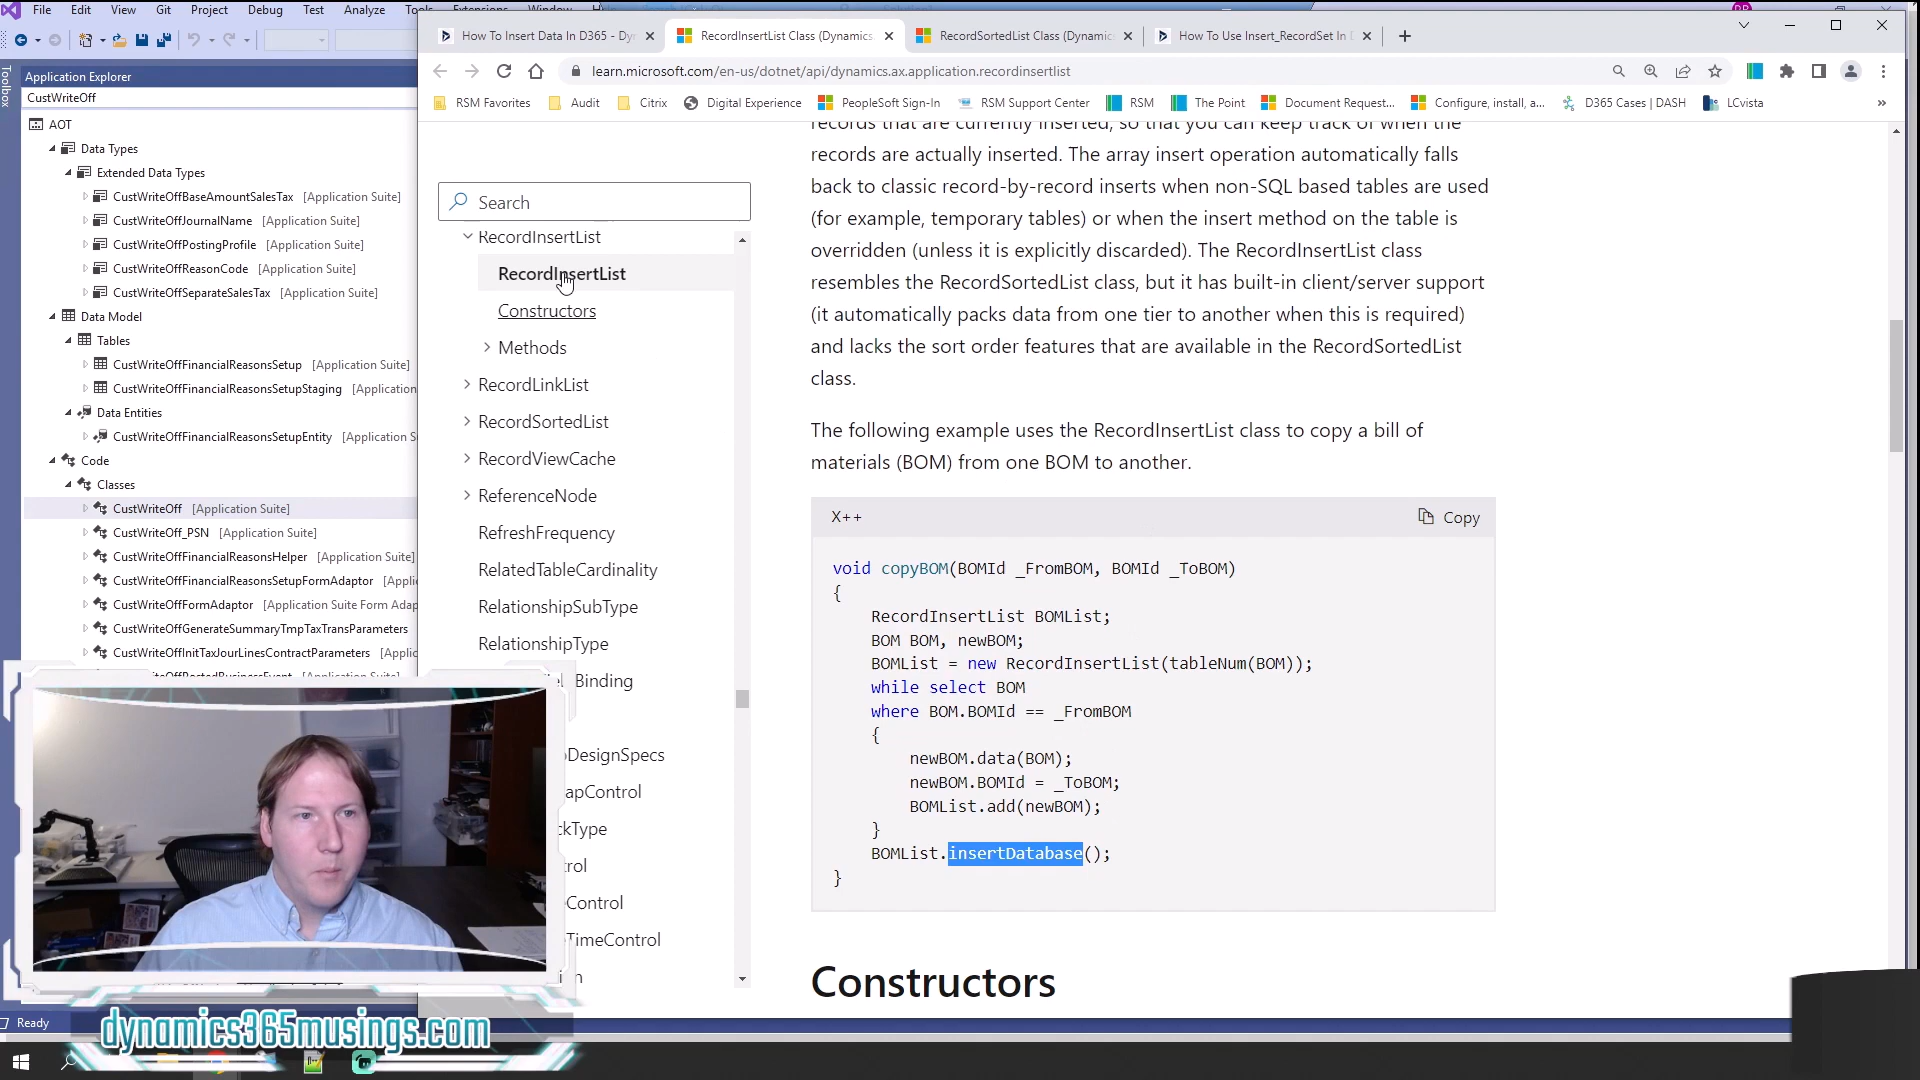 File Edit View Git Project Debug Test Analyze Tools Extensions Window
Toolbox
Application Explorer
CustWriteOff
AOT
Data Types
Extended Data Types
CustWriteOffBaseAmountSalesTax [Application Suite]
CustWriteOffJournalName [Application Suite]
CustWriteOffPostingProfile [Application Suite]
CustWriteOffReasonCode [Application Suite]
CustWriteOffSeparateSalesTax [Application Suite]
Data Model
Tables
CustWriteOffFinancialReasonsSetup [Application Suite]
CustWriteOffFinancialReasonsSetupStaging [Application
Data Entities
CustWriteOffFinancialReasonsSetupEntity [Application S
Code
Classes
CustWriteOff [Application Suite]
CustWriteOff_PSN [Application Suite]
CustWriteOffFinancialReasonsHelper [Application Suite]
CustWriteOffFinancialReasonsSetupFormAdaptor [Applic
CustWriteOffFormAdaptor [Application Suite Form Adap
CustWriteOffGenerateSummaryTmpTaxTransParameters
CustWriteOffInitTaxJourLinesContractParameters [Applic
Ready
How To Insert Data In D365 - Dyn
RecordInsertList Class (Dynamics.
RecordSortedList Class (Dynamic
How To Use Insert_RecordSet In D
learn.microsoft.com/en-us/dotnet/api/dynamics.ax.application.recordinsertlist
RSM Favorites Audit Citrix Digital Experience PeopleSoft Sign-In RSM Support Center RSM The Point Document Request... Configure, install, a... D365 Cases | DASH LCvista »
Search
RecordInsertList
RecordInsertList
Constructors
Methods
RecordLinkList
RecordSortedList
RecordViewCache
ReferenceNode
RefreshFrequency
RelatedTableCardinality
RelationshipSubType
RelationshipType
Binding
DesignSpecs
apControl
ckType
rol
Control
TimeControl
records that are currently inserted, so that you can keep track of when the
records are actually inserted. The array insert operation automatically falls
back to classic record-by-record inserts when non-SQL based tables are used
(for example, temporary tables) or when the insert method on the table is
overridden (unless it is explicitly discarded). The RecordInsertList class
resembles the RecordSortedList class, but it has built-in client/server support
(it automatically packs data from one tier to another when this is required)
and lacks the sort order features that are available in the RecordSortedList
class.
The following example uses the RecordInsertList class to copy a bill of
materials (BOM) from one BOM to another.
X++ Copy
void copyBOM(BOMId _FromBOM, BOMId _ToBOM)
{
RecordInsertList BOMList;
BOM BOM, newBOM;
BOMList = new RecordInsertList(tableNum(BOM));
while select BOM
where BOM.BOMId == _FromBOM
{
newBOM.data(BOM);
newBOM.BOMId = _ToBOM;
BOMList.add(newBOM);
}
BOMList.insertDatabase();
}
Constructors
dynamics365musings.com